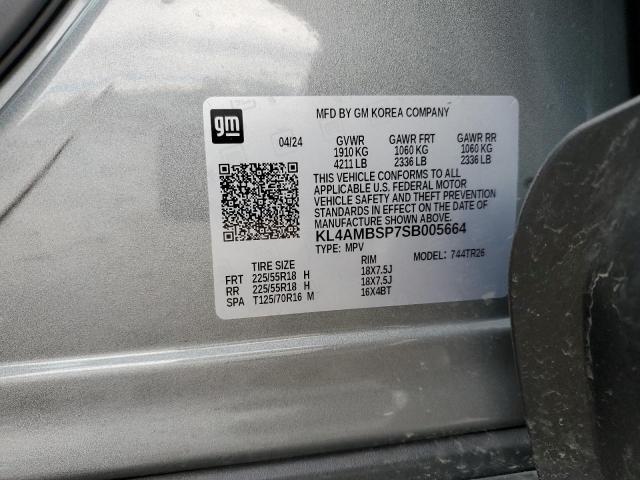 gm
MFD BY GM KOREA COMPANY
04/24 GVWR GAWR FRT GAWR RR
1910 KG 1060 KG 1060 KG
4211 LB 2336 LB 2336 LB
THIS VEHICLE CONFORMS TO ALL
APPLICABLE U.S. FEDERAL MOTOR
VEHICLE SAFETY AND THEFT PREVENTION
STANDARDS IN EFFECT ON THE DATE OF
MANUFACTURE SHOWN ABOVE.
KL4AMBSP7SB005664
TYPE: MPV MODEL: 744TR26
TIRE SIZE RIM
FRT 225/55R18 H 18X7.5J
RR 225/55R18 H 18X7.5J
SPA T125/70R16 M 16X4BT